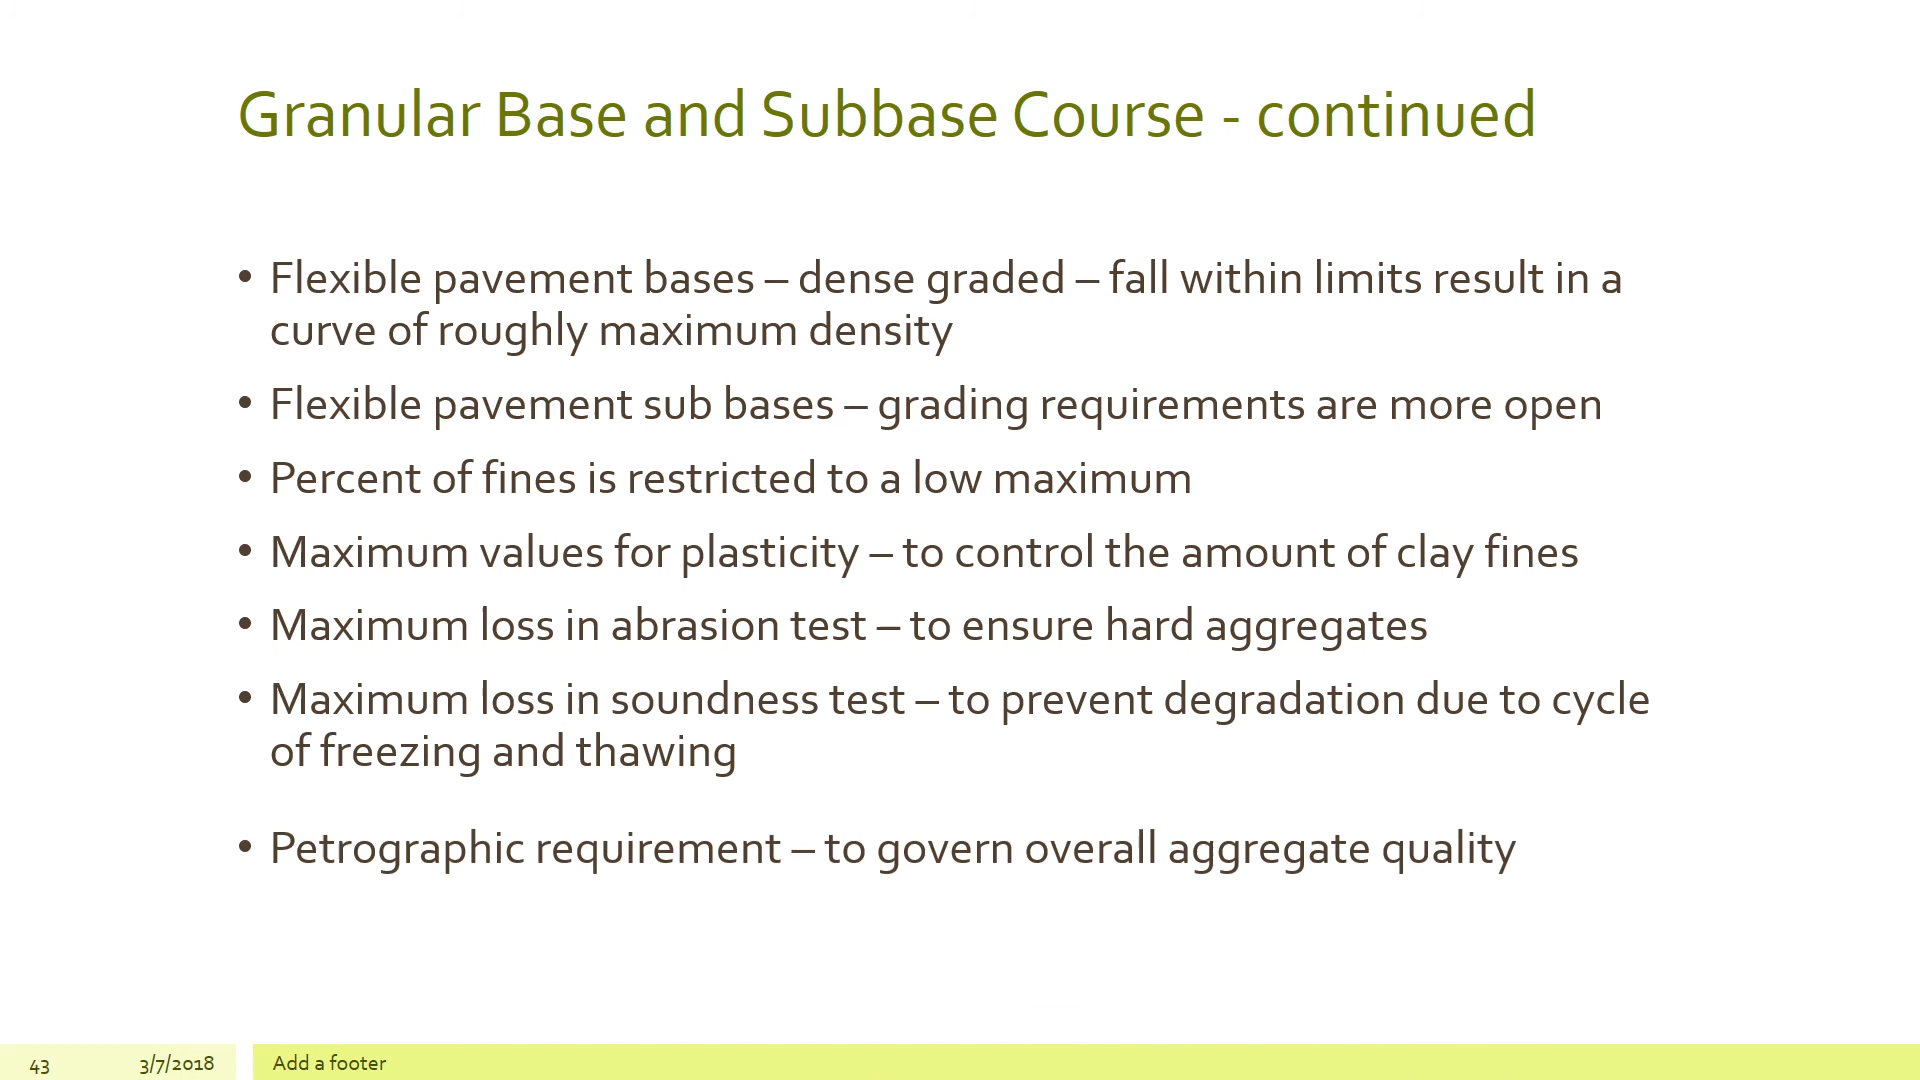 Granular Base and Subbase Course - continued
• Flexible pavement bases – dense graded – fall within limits result in a
curve of roughly maximum density
• Flexible pavement sub bases – grading requirements are more open
• Percent of fines is restricted to a low maximum
• Maximum values for plasticity – to control the amount of clay fines
• Maximum loss in abrasion test – to ensure hard aggregates
• Maximum loss in soundness test – to prevent degradation due to cycle
of freezing and thawing
• Petrographic requirement – to govern overall aggregate quality
43 3/7/2018 Add a footer